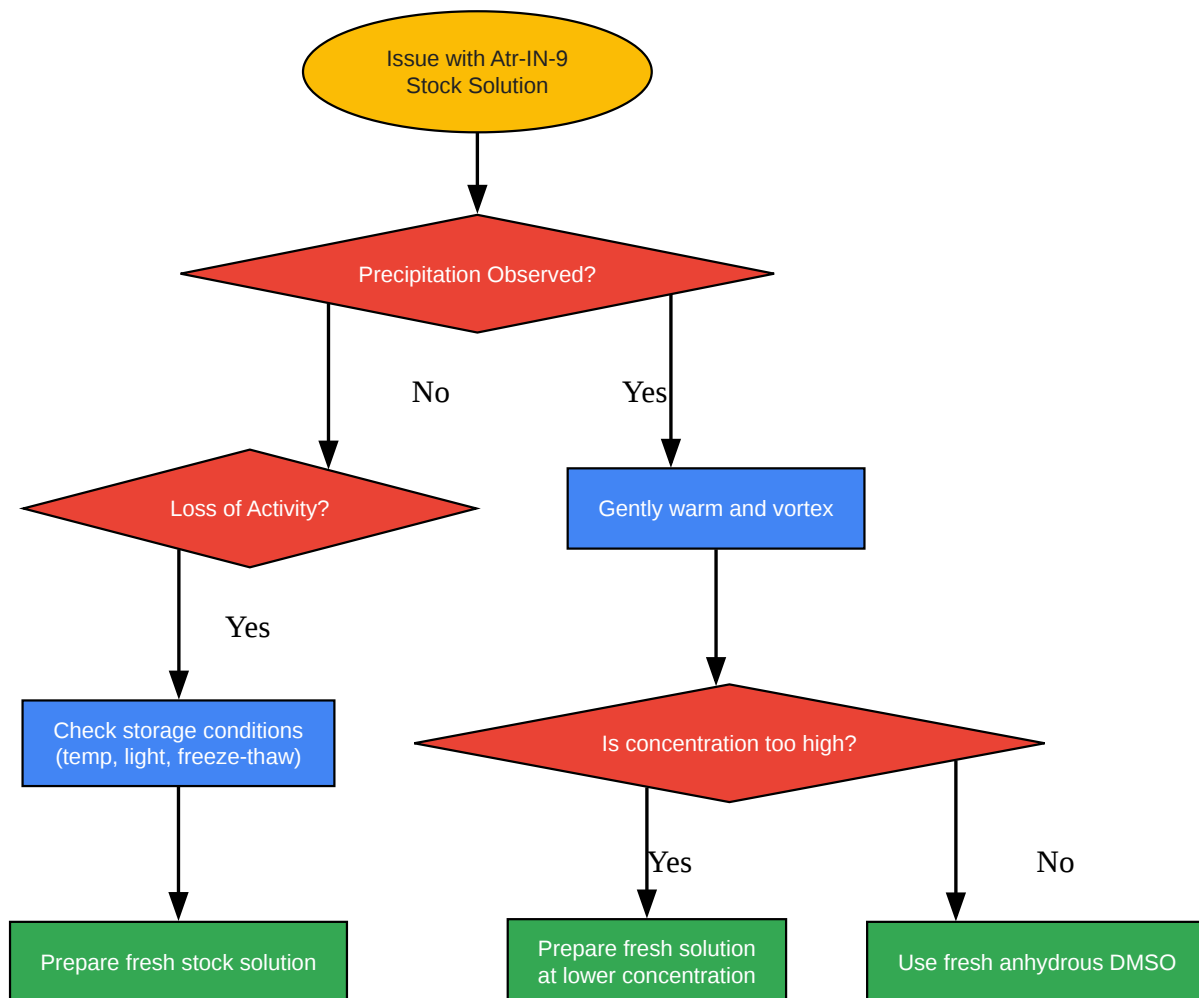 Issue with Atr-IN-9
Stock Solution
Precipitation Observed?
No
Yes
Loss of Activity?
Gently warm and vortex
Yes
Check storage conditions
(temp, light, freeze-thaw)
Is concentration too high?
Yes
No
Prepare fresh stock solution
Prepare fresh solution
at lower concentration
Use fresh anhydrous DMSO